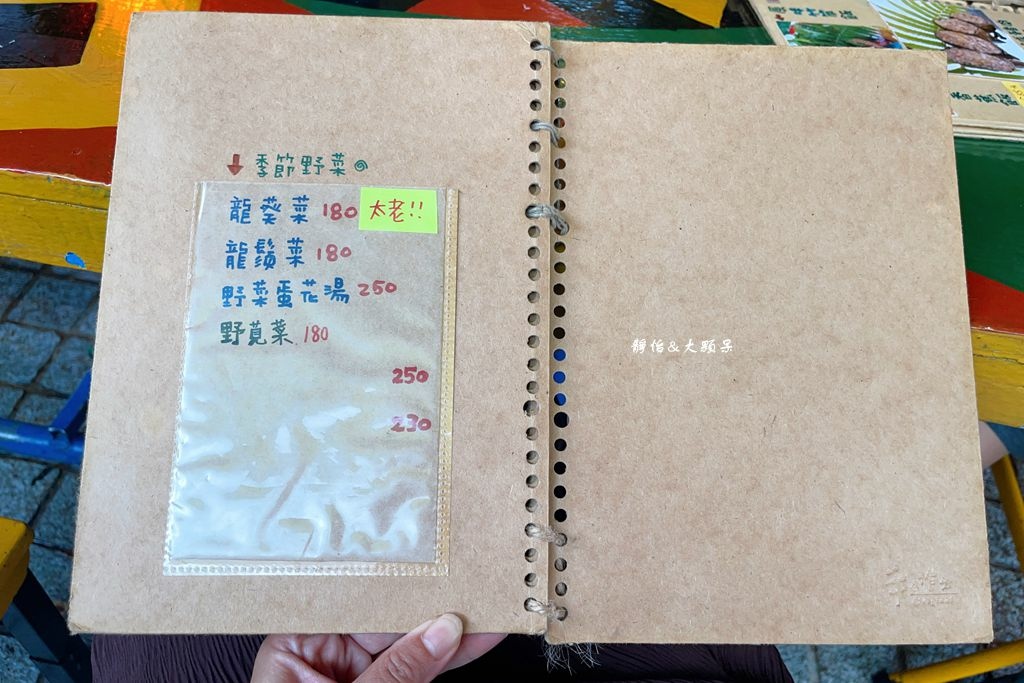 季節野菜
龍葵菜 180 太老!!
龍鬚菜 180
野菜蛋花湯 250
野莧菜 180
250
230
靜怡&大顆呆